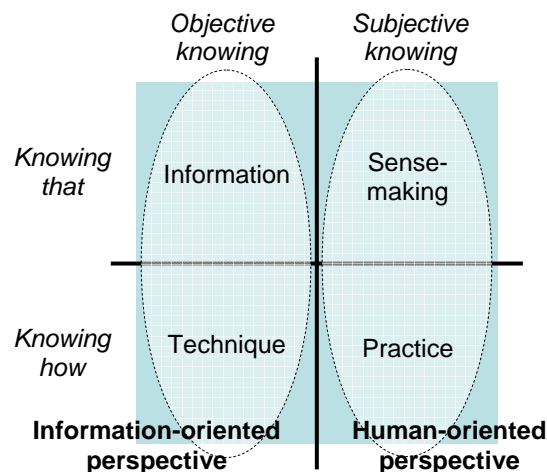 Objective
knowing
Subjective
knowing
Knowing
that
Information
Sense-
making
Knowing
how
Technique
Practice
Information-oriented
perspective
Human-oriented
perspective